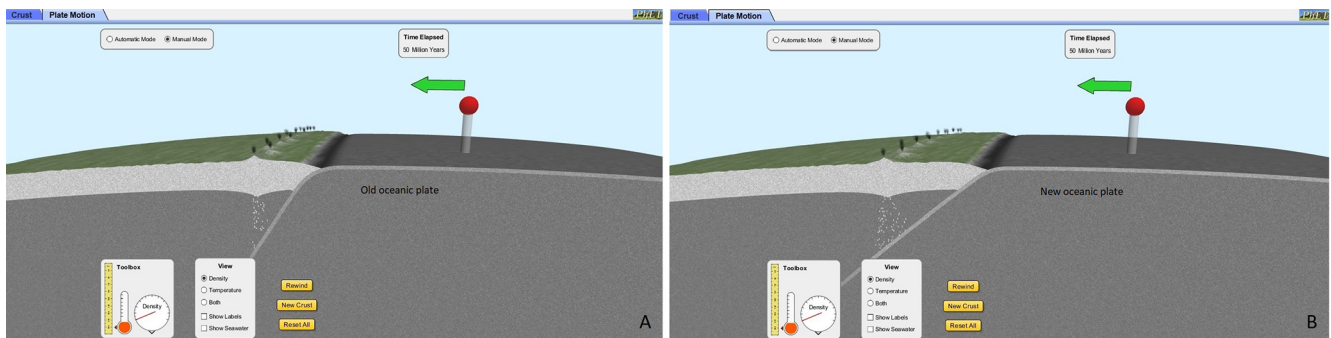 Crust Plate Motion
Automatic Mode Manual Mode
Time Elapsed
50 Million Years
Old oceanic plate
Toolbox
Density
View
Density
Temperature
Both
Show Labels
Show Seawater
Rewind
New Crust
Reset All
A
Crust Plate Motion
Automatic Mode Manual Mode
Time Elapsed
50 Million Years
New oceanic plate
Toolbox
Density
View
Density
Temperature
Both
Show Labels
Show Seawater
Rewind
New Crust
Reset All
B